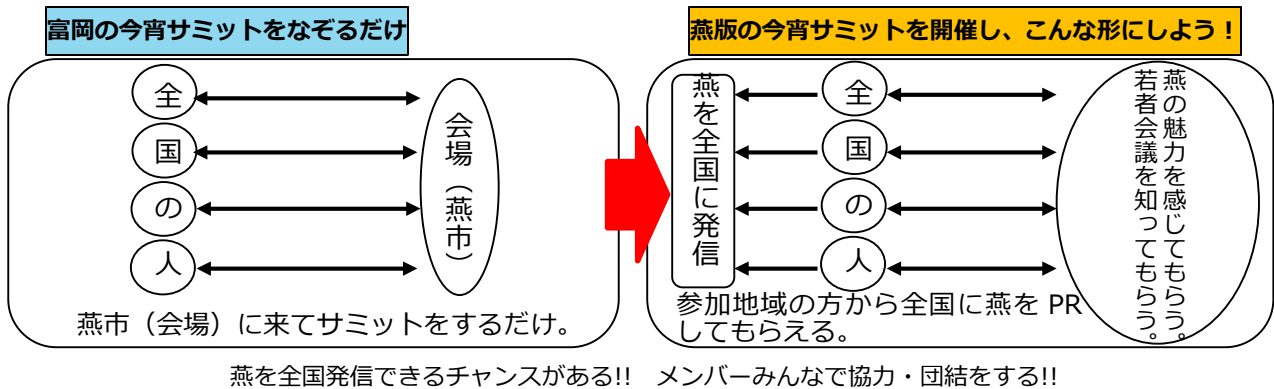 富岡の今宵サミットをなぞるだけ
全
国
の
人
会場（燕市）
燕市（会場）に来てサミットをするだけ。
燕版の今宵サミットを開催し、こんな形にしよう！
燕を全国に発信
全
国
の
人
燕の魅力を感じてもらう。
若者会議を知ってもらう。
参加地域の方から全国に燕を PR
してもらえる。
燕を全国発信できるチャンスがある!!　メンバーみんなで協力・団結をする!!